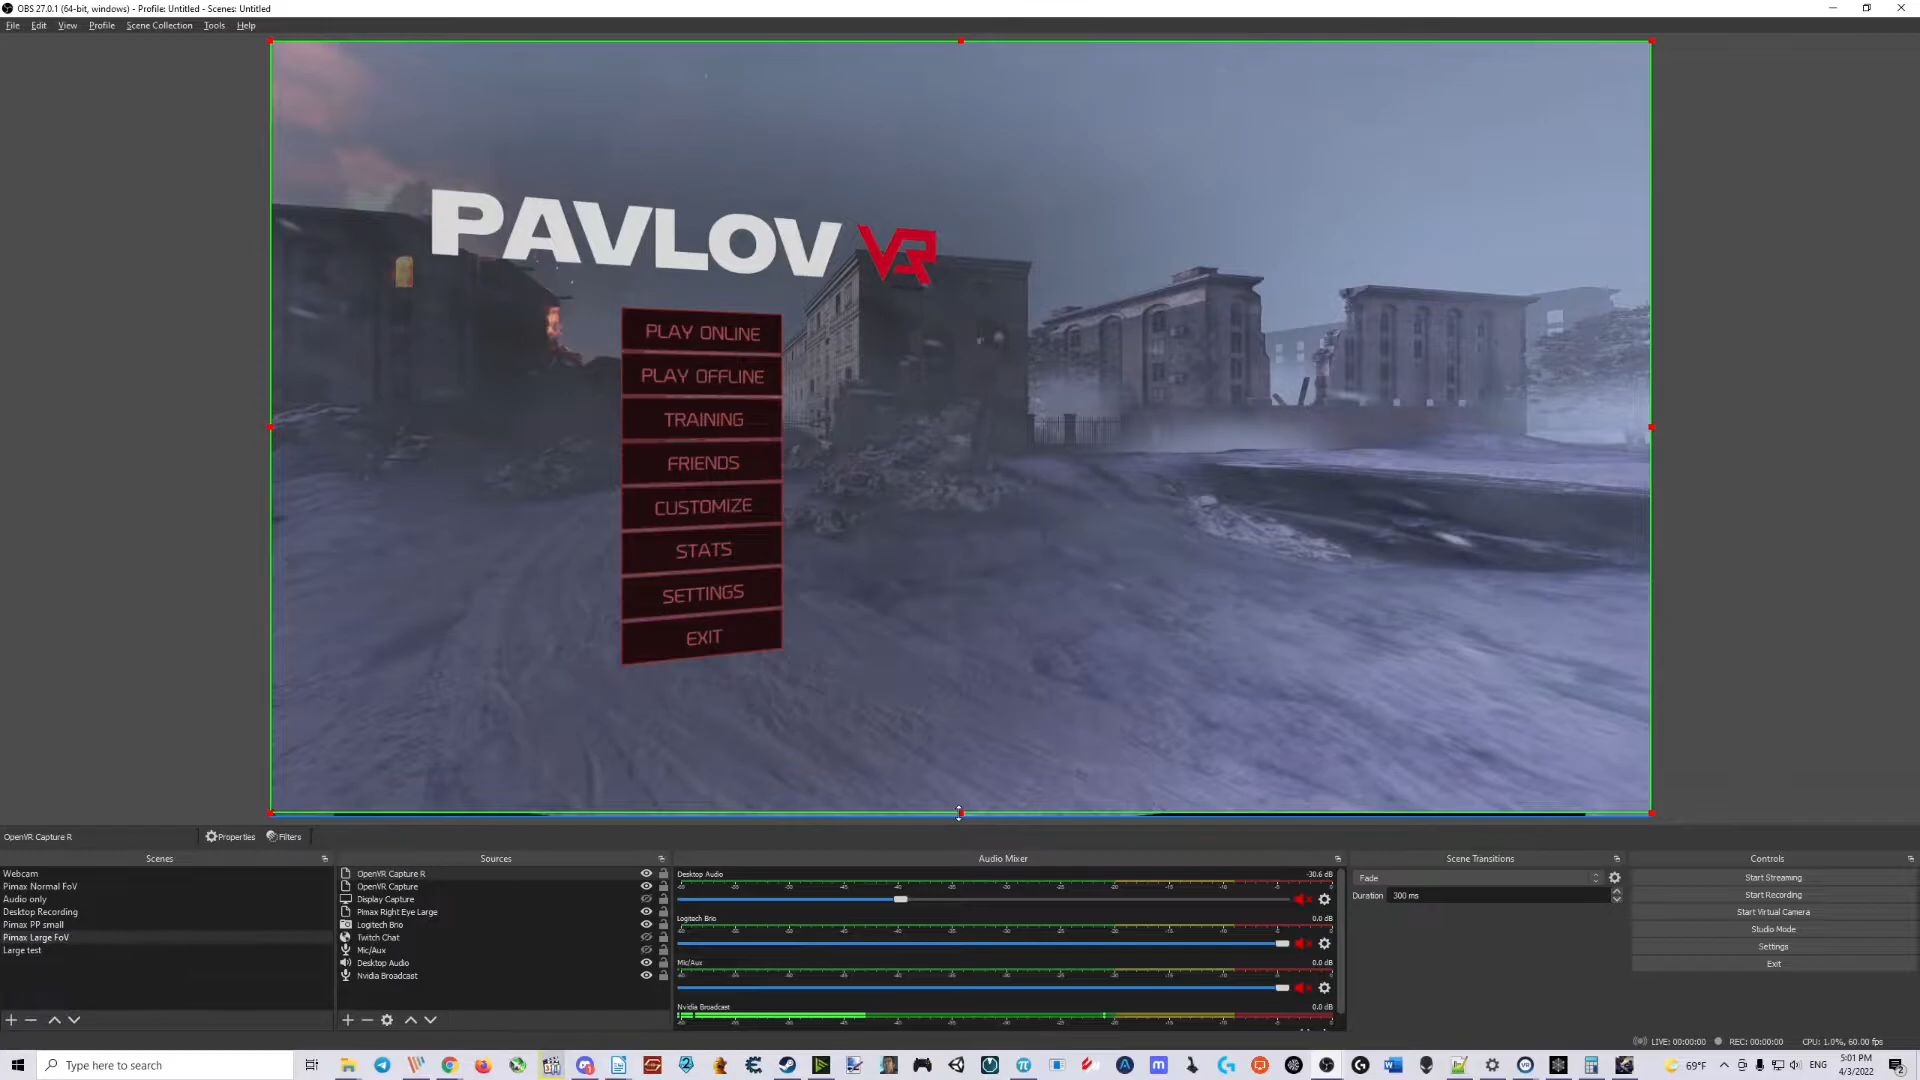 OBS 27.0.1 (64-bit, windows) - Profile: Untitled - Scenes: Untitled
File Edit View Profile Scene Collection Tools Help
PAVLOV VR
PLAY ONLINE
PLAY OFFLINE
TRAINING
FRIENDS
CUSTOMIZE
STATS
SETTINGS
EXIT
OpenVR Capture R Properties Filters
Scenes
Webcam
Pimax Normal FoV
Audio only
Desktop Recording
Pimax PP small
Pimax Large FoV
Large test
Sources
OpenVR Capture R
OpenVR Capture
Display Capture
Pimax Right Eye Large
Logitech Brio
Twitch Chat
Mic/Aux
Desktop Audio
Nvidia Broadcast
Audio Mixer
Desktop Audio -30.6 dB
Logitech Brio 0.0 dB
Mic/Aux 0.0 dB
Nvidia Broadcast 0.0 dB
Scene Transitions
Fade
Duration 300 ms
Controls
Start Streaming
Start Recording
Start Virtual Camera
Studio Mode
Settings
Exit
LIVE: 00:00:00 REC: 00:00:00 CPU: 1.0%, 60.00 fps
Type here to search
69°F ENG 5:01 PM
4/3/2022